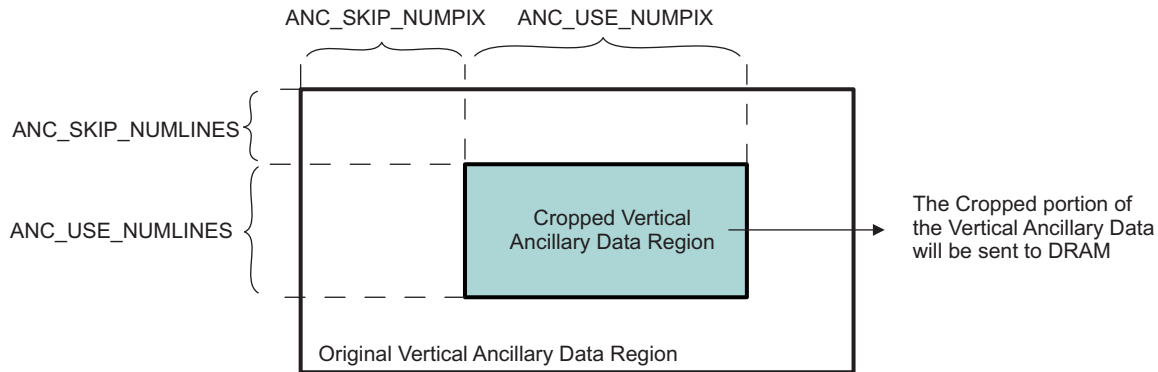 ANC_SKIP_NUMPIX
ANC_USE_NUMPIX
ANC_SKIP_NUMLINES
ANC_USE_NUMLINES
Cropped Vertical
Ancillary Data Region
The Cropped portion of
the Vertical Ancillary Data
will be sent to DRAM
Original Vertical Ancillary Data Region